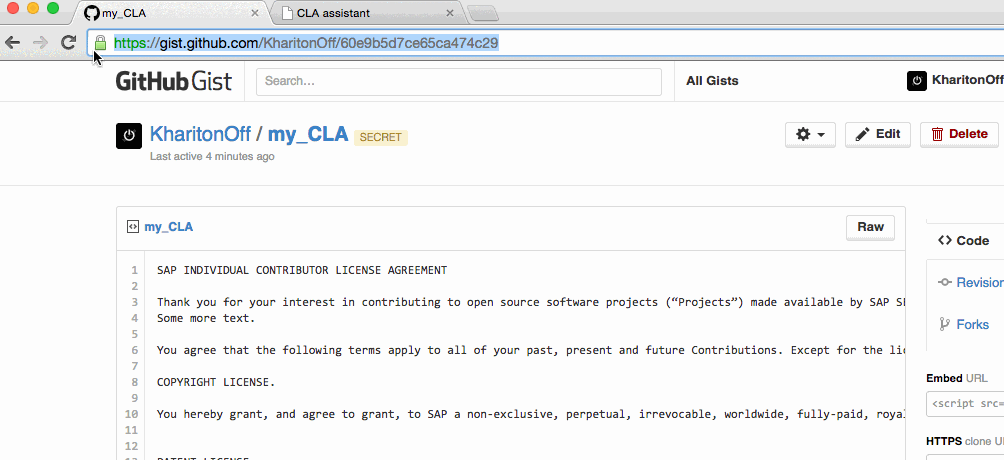 my_CLA
CLA assistant
https://gist.github.com/KharitonOff/60e9b5d7ce65ca474c29
GitHub Gist
Search...
All Gists
KharitonOff
KharitonOff / my_CLA SECRET
Last active 4 minutes ago
Edit
Delete
my_CLA
Raw
1 SAP INDIVIDUAL CONTRIBUTOR LICENSE AGREEMENT
2
3 Thank you for your interest in contributing to open source software projects (“Projects”) made available by SAP
4 Some more text.
5
6 You agree that the following terms apply to all of your past, present and future Contributions. Except for the
7
8 COPYRIGHT LICENSE.
9
10 You hereby grant, and agree to grant, to SAP a non-exclusive, perpetual, irrevocable, worldwide, fully-paid,
11
12
Code
Revision
Forks
Embed URL
<script src=
HTTPS clone